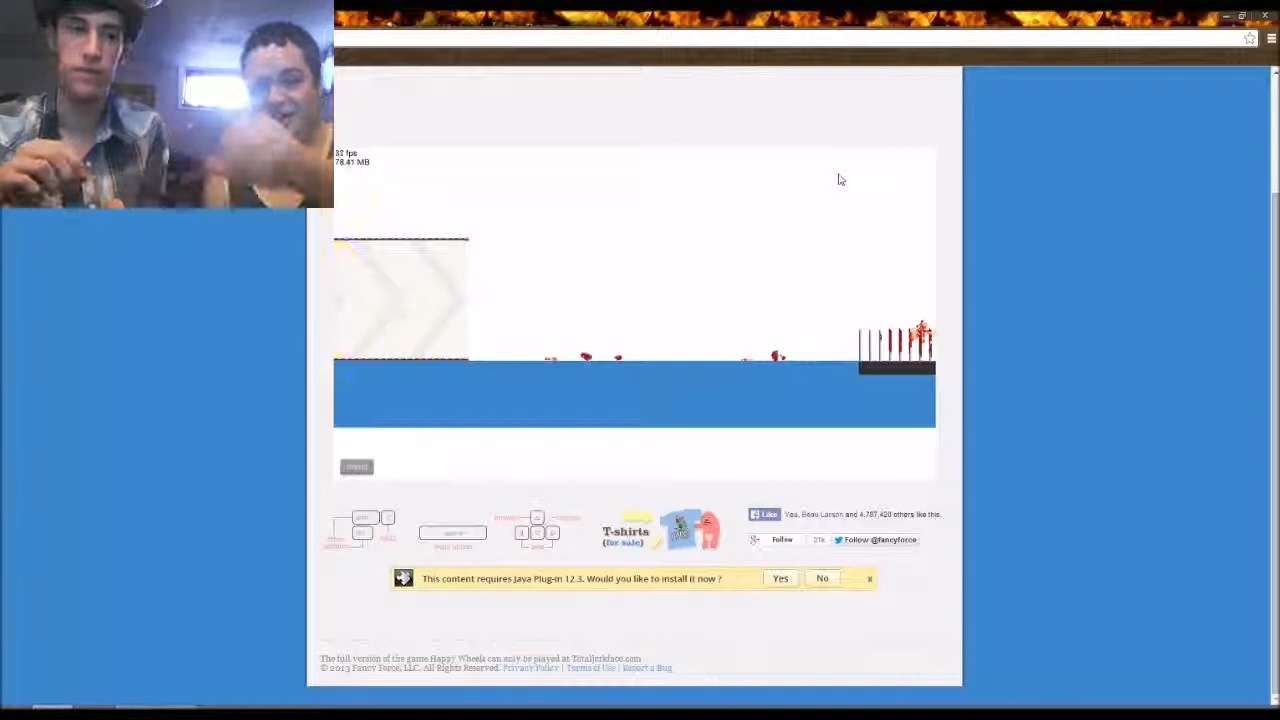 33 fps
78.41 MB
menu
T-shirts
(for sale)
Like
You, Beau Larson and 4,787,420 others like this.
Follow
21k
Follow @fancyforce
This content requires Java Plug-in 12.3. Would you like to install it now ?
Yes
No
x
The full version of the game Happy Wheels can only be played at Totaljerkface.com
© 2013 Fancy Force, LLC. All Rights Reserved. Privacy Policy | Terms of Use | Report a Bug